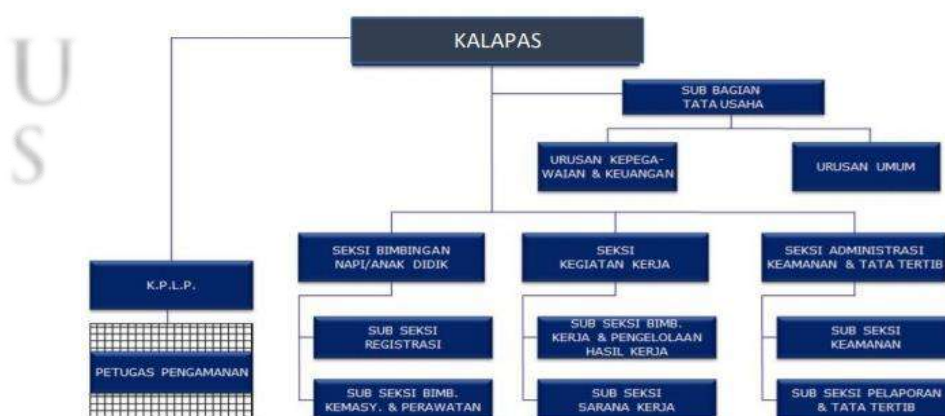 U
S
KALAPAS
SUB BAGIAN
TATA USAHA
URUSAN KEPEGA-
WAIAN & KEUANGAN
URUSAN UMUM
SEKSI BIMBINGAN
NAPI/ANAK DIDIK
SEKSI
KEGIATAN KERJA
SEKSI ADMINISTRASI
KEAMANAN & TATA TERTIB
K.P.L.P.
SUB SEKSI
REGISTRASI
SUB SEKSI BIMB.
KERJA & PENGELOLAAN
HASIL KERJA
SUB SEKSI
KEAMANAN
PETUGAS PENGAMANAN
SUB SEKSI BIMB.
KEMASY. & PERAWATAN
SUB SEKSI
SARANA KERJA
SUB SEKSI PELAPORAN
& TATA TERTIB